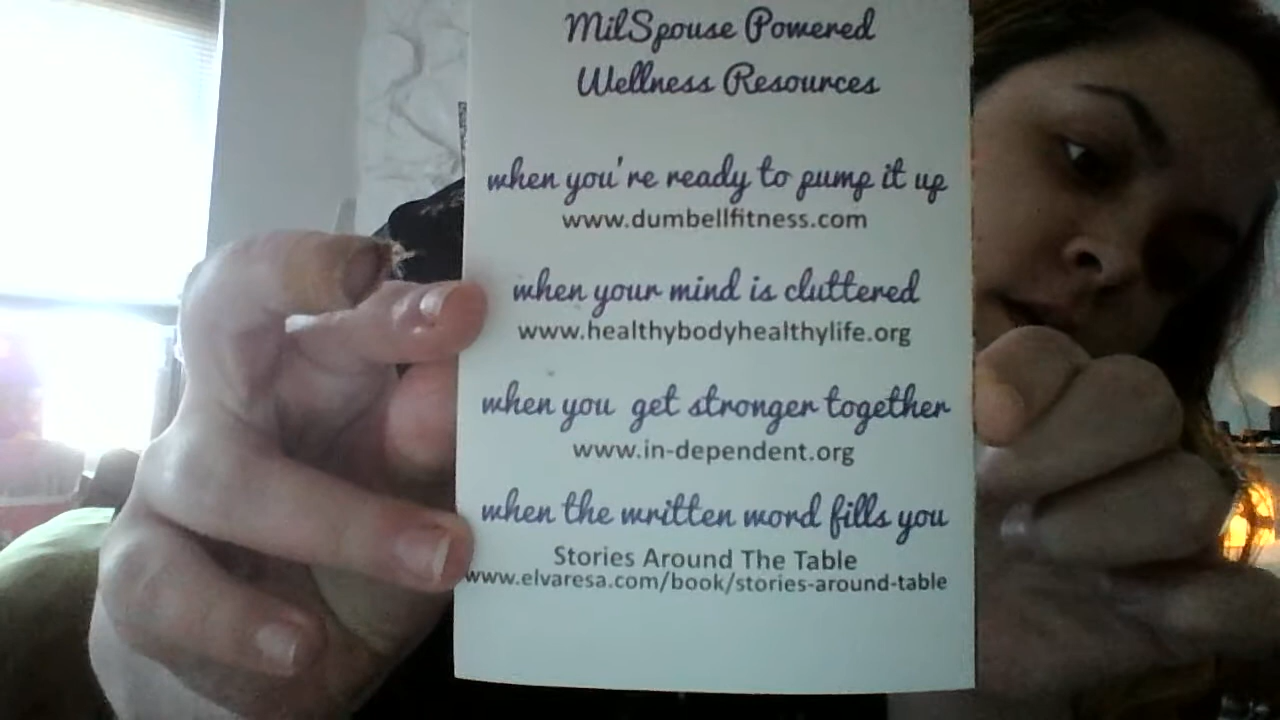 MilSpouse Powered
Wellness Resources
when you're ready to pump it up
www.dumbellfitness.com
when your mind is cluttered
www.healthybodyhealthylife.org
when you get stronger together
www.in-dependent.org
when the written word fills you
Stories Around The Table
www.elvaresa.com/book/stories-around-table